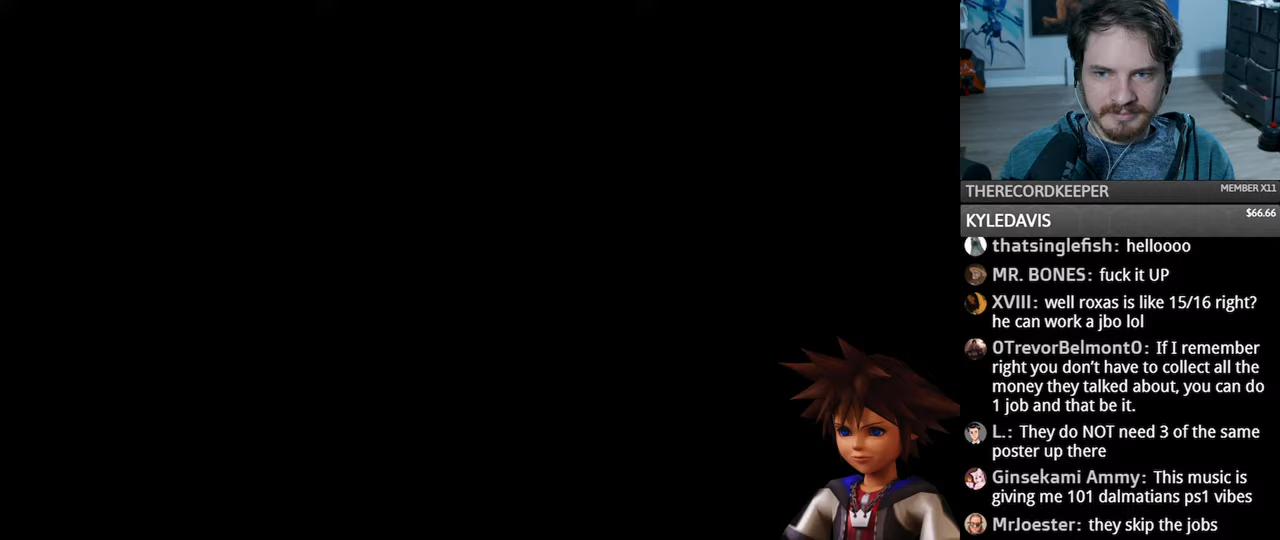 THERECORDKEEPER MEMBER X11
KYLEDAVIS $66.66
thatsinglefish: helloooo
MR. BONES: fuck it UP
XVIII: well roxas is like 15/16 right?
he can work a jbo lol
0TrevorBelmont0: If I remember
right you don't have to collect all the
money they talked about, you can do
1 job and that be it.
L.: They do NOT need 3 of the same
poster up there
Ginsekami Ammy: This music is
giving me 101 dalmatians ps1 vibes
MrJoester: they skip the jobs